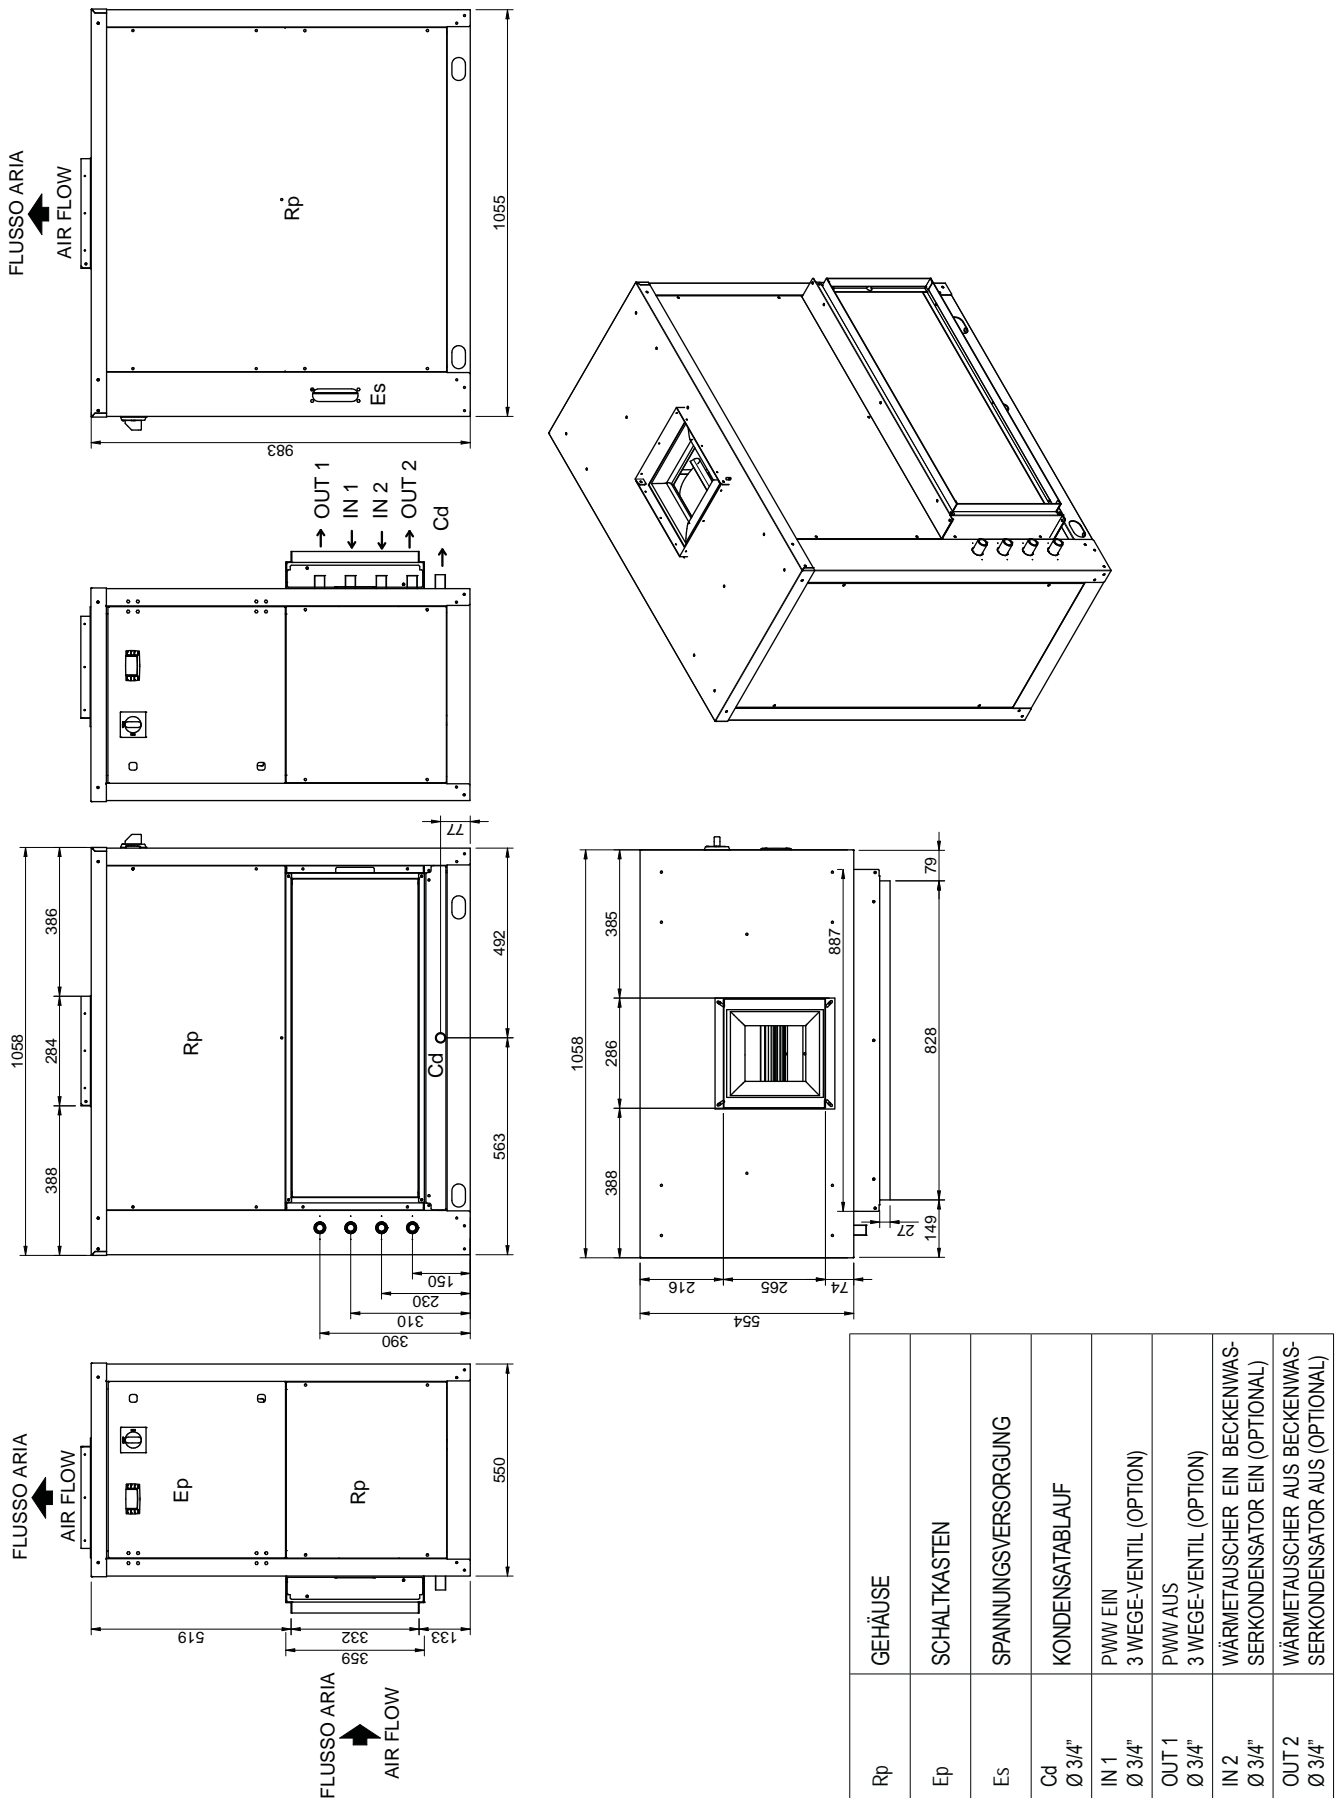 FLUSSO ARIA
AIR FLOW
Rp
1055
Es
983
OUT 1
IN 1
IN 2
OUT 2
Cd
77
1058
386
284
388
Rp
Cd
492
563
150
230
310
390
1058
385
286
388
887
79
828
149
27
216
265
74
554
FLUSSO ARIA
AIR FLOW
Ep
Rp
550
519
332
133
359
FLUSSO ARIA
AIR FLOW
Rp GEHÄUSE
Ep SCHALTKASTEN
Es SPANNUNGSVERSORGUNG
Cd
Ø 3/4" KONDENSATABLAUF
IN 1 PWW EIN
Ø 3/4" 3 WEGE-VENTIL (OPTION)
OUT 1 PWW AUS
Ø 3/4" 3 WEGE-VENTIL (OPTION)
IN 2 WÄRMETAUSCHER EIN BECKENWAS-
Ø 3/4" SERKONDENSATOR EIN (OPTIONAL)
OUT 2 WÄRMETAUSCHER AUS BECKENWAS-
Ø 3/4" SERKONDENSATOR AUS (OPTIONAL)